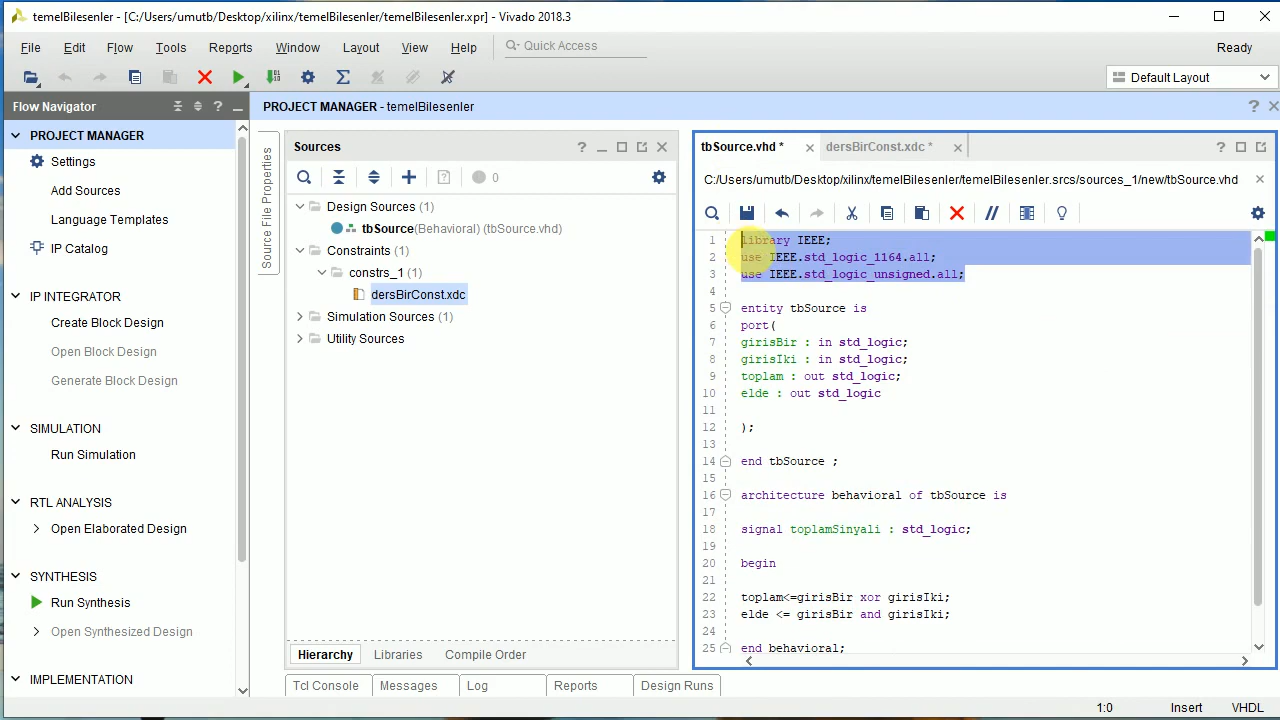 temelBilesenler - [C:/Users/umutb/Desktop/xilinx/temelBilesenler/temelBilesenler.xpr] - Vivado 2018.3
File Edit Flow Tools Reports Window Layout View Help Quick Access Ready
Default Layout
Flow Navigator
PROJECT MANAGER - temelBilesenler
PROJECT MANAGER
Settings
Add Sources
Language Templates
IP Catalog
IP INTEGRATOR
Create Block Design
Open Block Design
Generate Block Design
SIMULATION
Run Simulation
RTL ANALYSIS
Open Elaborated Design
SYNTHESIS
Run Synthesis
Open Synthesized Design
IMPLEMENTATION
Source File Properties
Sources
0
Design Sources (1)
tbSource(Behavioral) (tbSource.vhd)
Constraints (1)
constrs_1 (1)
dersBirConst.xdc
Simulation Sources (1)
Utility Sources
Hierarchy Libraries Compile Order
Tcl Console Messages Log Reports Design Runs
tbSource.vhd * dersBirConst.xdc *
C:/Users/umutb/Desktop/xilinx/temelBilesenler/temelBilesenler.srcs/sources_1/new/tbSource.vhd
1 library IEEE;
2 use IEEE.std_logic_1164.all;
3 use IEEE.std_logic_unsigned.all;
4
5 entity tbSource is
6 port(
7 girisBir : in std_logic;
8 girisIki : in std_logic;
9 toplam : out std_logic;
10 elde : out std_logic
11
12 );
13
14 end tbSource ;
15
16 architecture behavioral of tbSource is
17
18 signal toplamSinyali : std_logic;
19
20 begin
21
22 toplam<=girisBir xor girisIki;
23 elde <= girisBir and girisIki;
24
25 end behavioral;
1:0 Insert VHDL